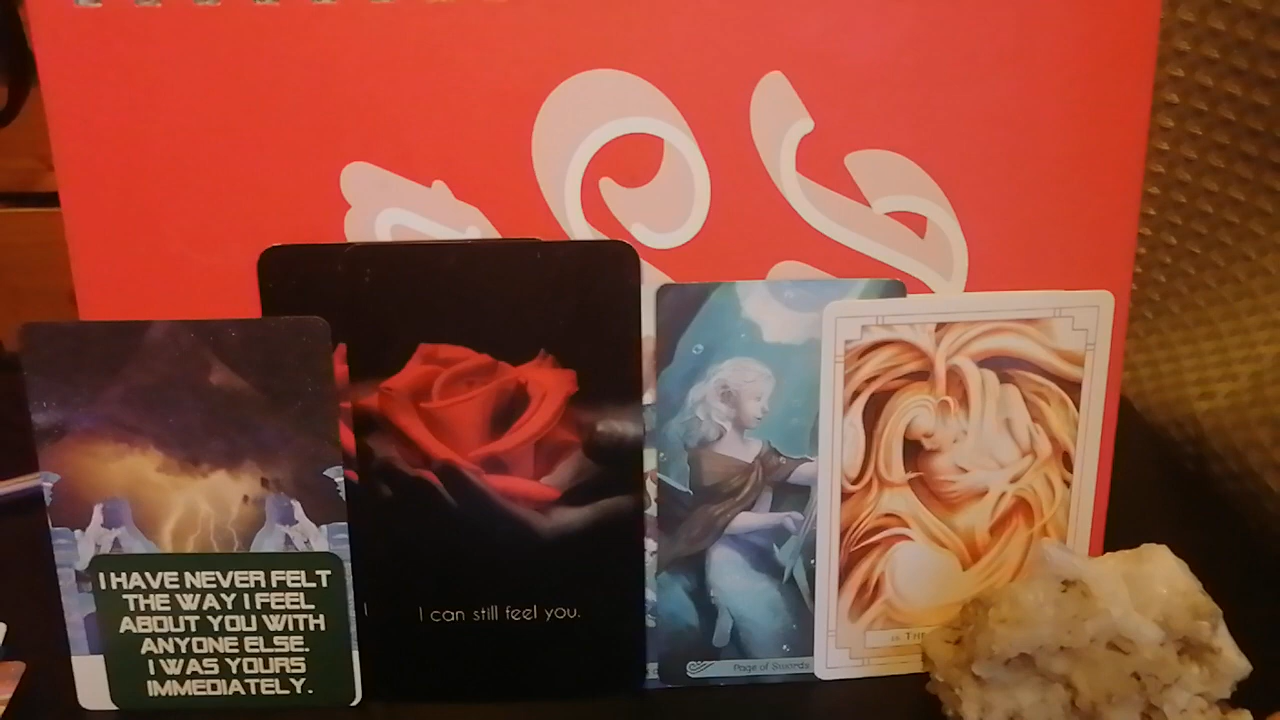 I HAVE NEVER FELT
THE WAY I FEEL
ABOUT YOU WITH
ANYONE ELSE.
I WAS YOURS
IMMEDIATELY.
I can still feel you.
Page of Swords